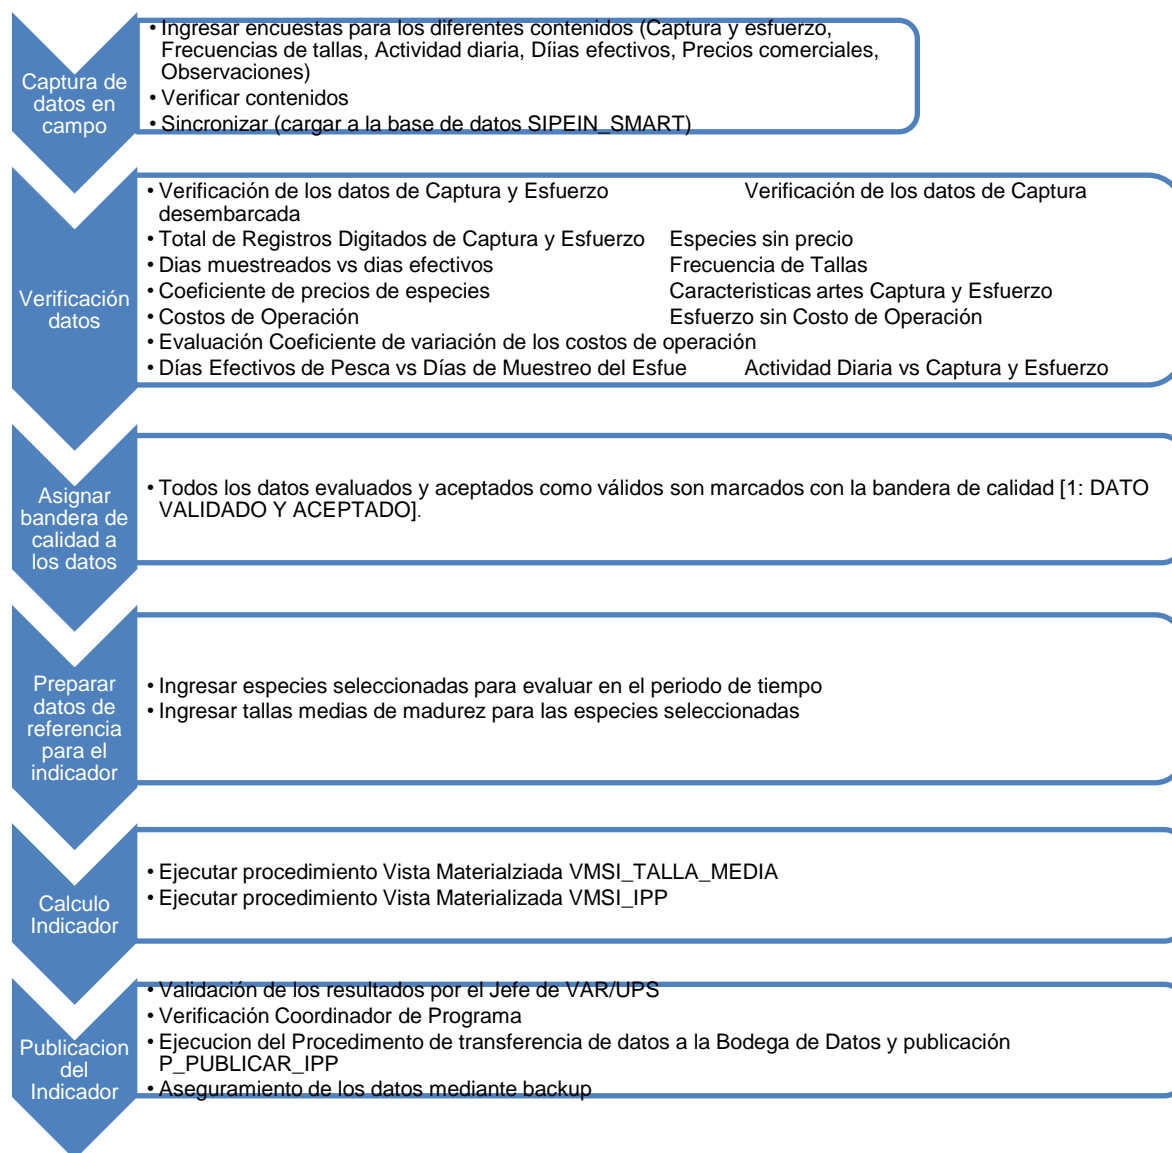 Captura de
datos en
campo
• Ingresar encuestas para los diferentes contenidos (Captura y esfuerzo,
Frecuencias de tallas, Actividad diaria, Díias efectivos, Precios comerciales,
Observaciones)
• Verificar contenidos
• Sincronizar (cargar a la base de datos SIPEIN_SMART)
Verificación
datos
• Verificación de los datos de Captura y Esfuerzo Verificación de los datos de Captura
desembarcada
• Total de Registros Digitados de Captura y Esfuerzo Especies sin precio
• Dias muestreados vs dias efectivos Frecuencia de Tallas
• Coeficiente de precios de especies Caracteristicas artes Captura y Esfuerzo
• Costos de Operación Esfuerzo sin Costo de Operación
• Evaluación Coeficiente de variación de los costos de operación
• Días Efectivos de Pesca vs Días de Muestreo del Esfue Actividad Diaria vs Captura y Esfuerzo
Asignar
bandera de
calidad a
los datos
• Todos los datos evaluados y aceptados como válidos son marcados con la bandera de calidad [1: DATO
VALIDADO Y ACEPTADO].
Preparar
datos de
referencia
para el
indicador
• Ingresar especies seleccionadas para evaluar en el periodo de tiempo
• Ingresar tallas medias de madurez para las especies seleccionadas
Calculo
Indicador
• Ejecutar procedimiento Vista Materialziada VMSI_TALLA_MEDIA
• Ejecutar procedimiento Vista Materializada VMSI_IPP
Publicacion
del
Indicador
• Validación de los resultados por el Jefe de VAR/UPS
• Verificación Coordinador de Programa
• Ejecucion del Procedimento de transferencia de datos a la Bodega de Datos y publicación
P_PUBLICAR_IPP
• Aseguramiento de los datos mediante backup